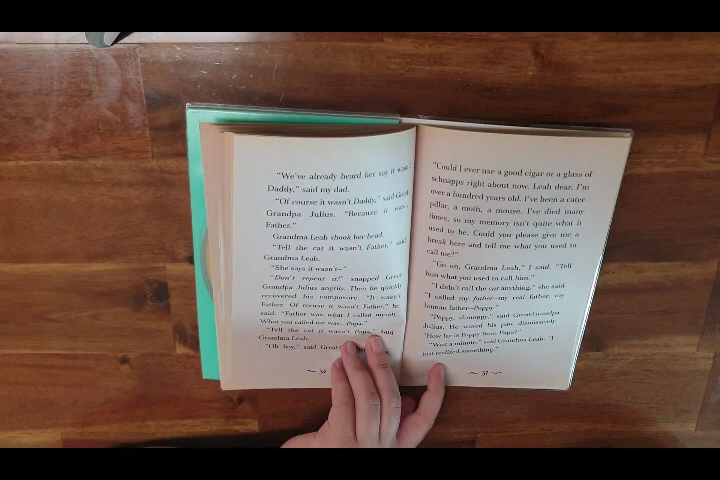 "We've already heard her say it wasn't
Daddy," said my dad.
"Of course it wasn't Daddy," said Great-
Grandpa Julius. "Because it was—
Father."
Grandma Leah shook her head.
"Tell the cat it wasn't Father," said
Grandma Leah.
"She says it wasn't—"
"Don't repeat it!" snapped Great-
Grandpa Julius angrily. Then he quickly
recovered his composure. "It wasn't
Father. Of course it wasn't Father," he
said. "Father was what I called myself.
What you called me was—Papa."
"Tell the cat it wasn't Papa," said
Grandma Leah.
"Oh boy," said Great-
36
"Could I ever use a good cigar or a glass of
schnapps right about now. Leah dear, I'm
over a hundred years old. I've been a cater
pillar, a moth, a mouse. I've died many
times, so my memory isn't quite what it
used to be. Could you please give me a
break here and tell me what you used to
call me?"
"Go on, Grandma Leah," I said. "Tell
him what you used to call him."
"I didn't call the cat anything," she said.
"I called my father—my real father, my
human father—Poppy."
"Poppy, shmoppy," said Great-Grandpa
Julius. He waved his paw dismissively.
"How far is Poppy from Papa?"
"Wait a minute," said Grandma Leah. "I
just realized something."
37